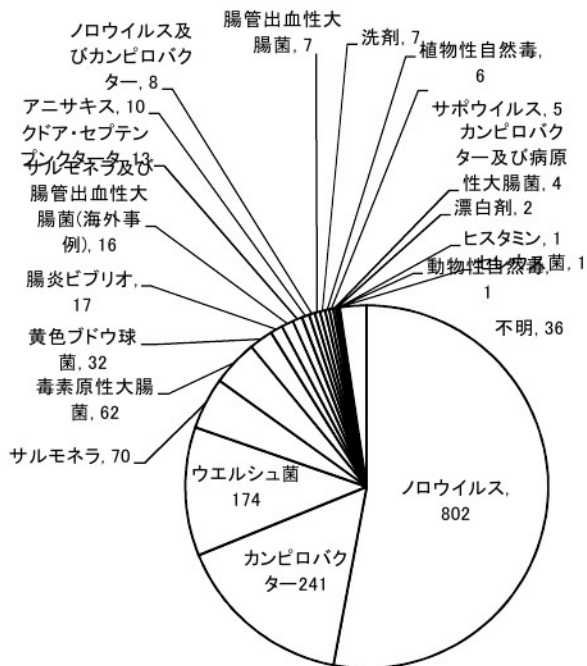 ノロウイルス及
びカンピロバク
ター, 8
アニサキス, 10
クドア・セプテン
プンクタータ, 13
サルモネラ及び
腸管出血性大
腸菌(海外事
例), 16
腸炎ビブリオ,
17
黄色ブドウ球
菌, 32
毒素原性大腸
菌, 62
サルモネラ, 70
ウエルシュ菌
174
カンピロバク
ター241
ノロウイルス,
802
腸管出血性大
腸菌, 7
洗剤, 7
植物性自然毒,
6
サポウイルス, 5
カンピロバク
ター及び病原
性大腸菌, 4
漂白剤, 2
ヒスタミン, 1
菌, 1
動物性自然毒,
1
不明, 36